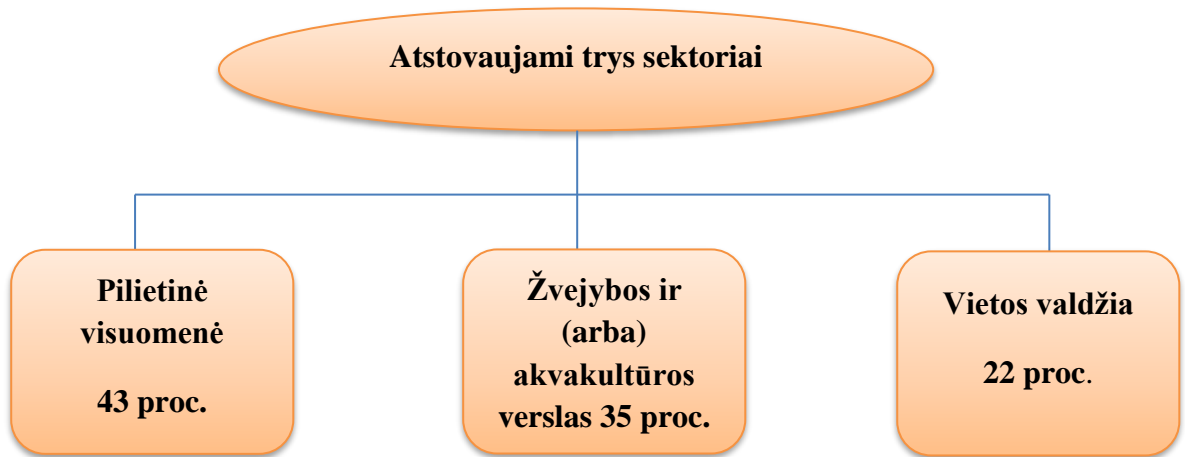 Atstovaujami trys sektoriai
Pilietinė
visuomenė
43 proc.
Žvejybos ir
(arba)
akvakultūros
verslas 35 proc.
Vietos valdžia
22 proc.